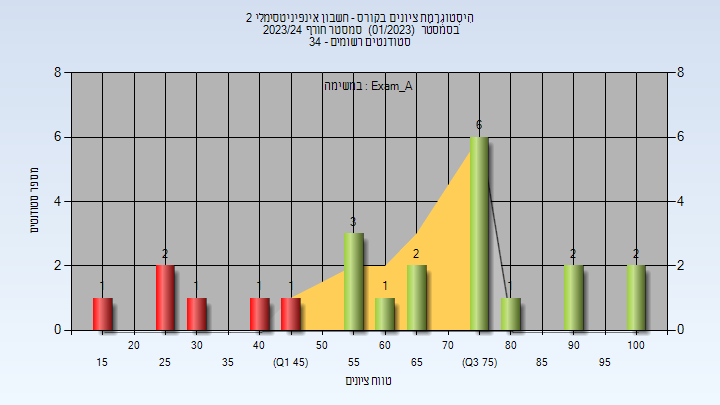 הִיסְטוֹגְרָמַת ציונים בקורס - חשבון אינפיניטסימלי 2
בסמסטר  (01/2023)  סמסטר חורף 2023/24
סטודנטים רשומים - 34
במשימה : Exam_A
8 8
6 6
4 4
2 2
0 0
1 2 1 1 1 3 1 2 6 1 2 2
מספר סטודנטים
20 30 40 50 60 70 80 90 100
15 25 35 (Q1 45) 55 65 (Q3 75) 85 95
טווח ציונים